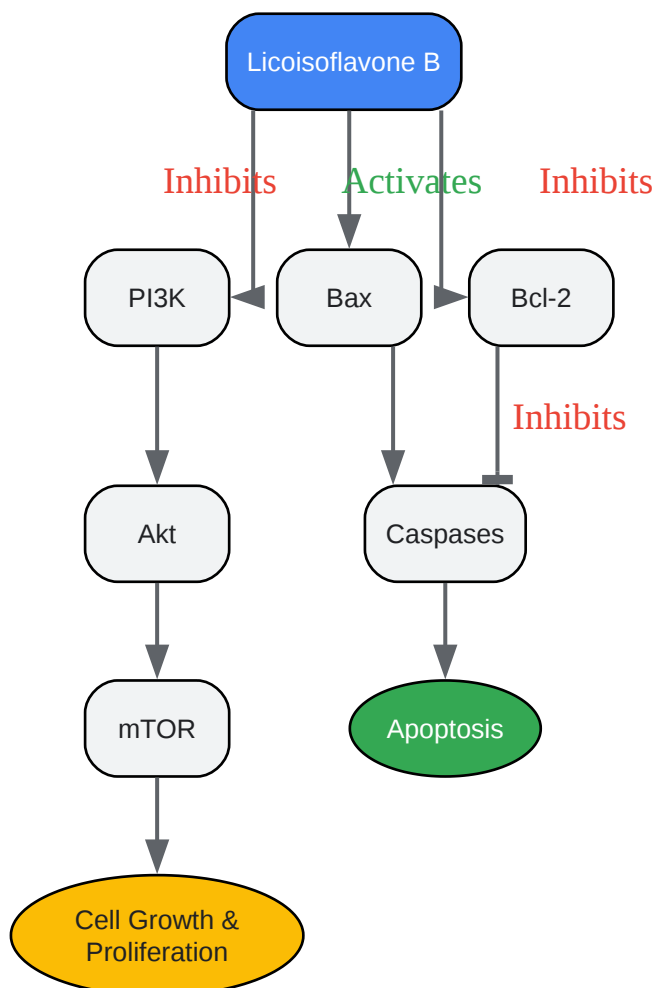 Licoisoflavone B
Inhibits
Activates
Inhibits
PI3K
Bax
Bcl-2
Inhibits
Akt
Caspases
mTOR
Apoptosis
Cell Growth &
Proliferation